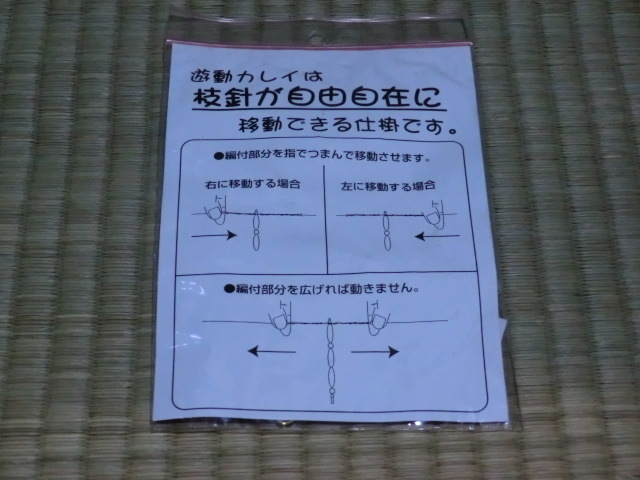 遊動カレイは
枝針が自由自在に
移動できる仕掛です。
●編付部分を指でつまんで移動させます。
右に移動する場合
左に移動する場合
●編付部分を広げれば動きません。